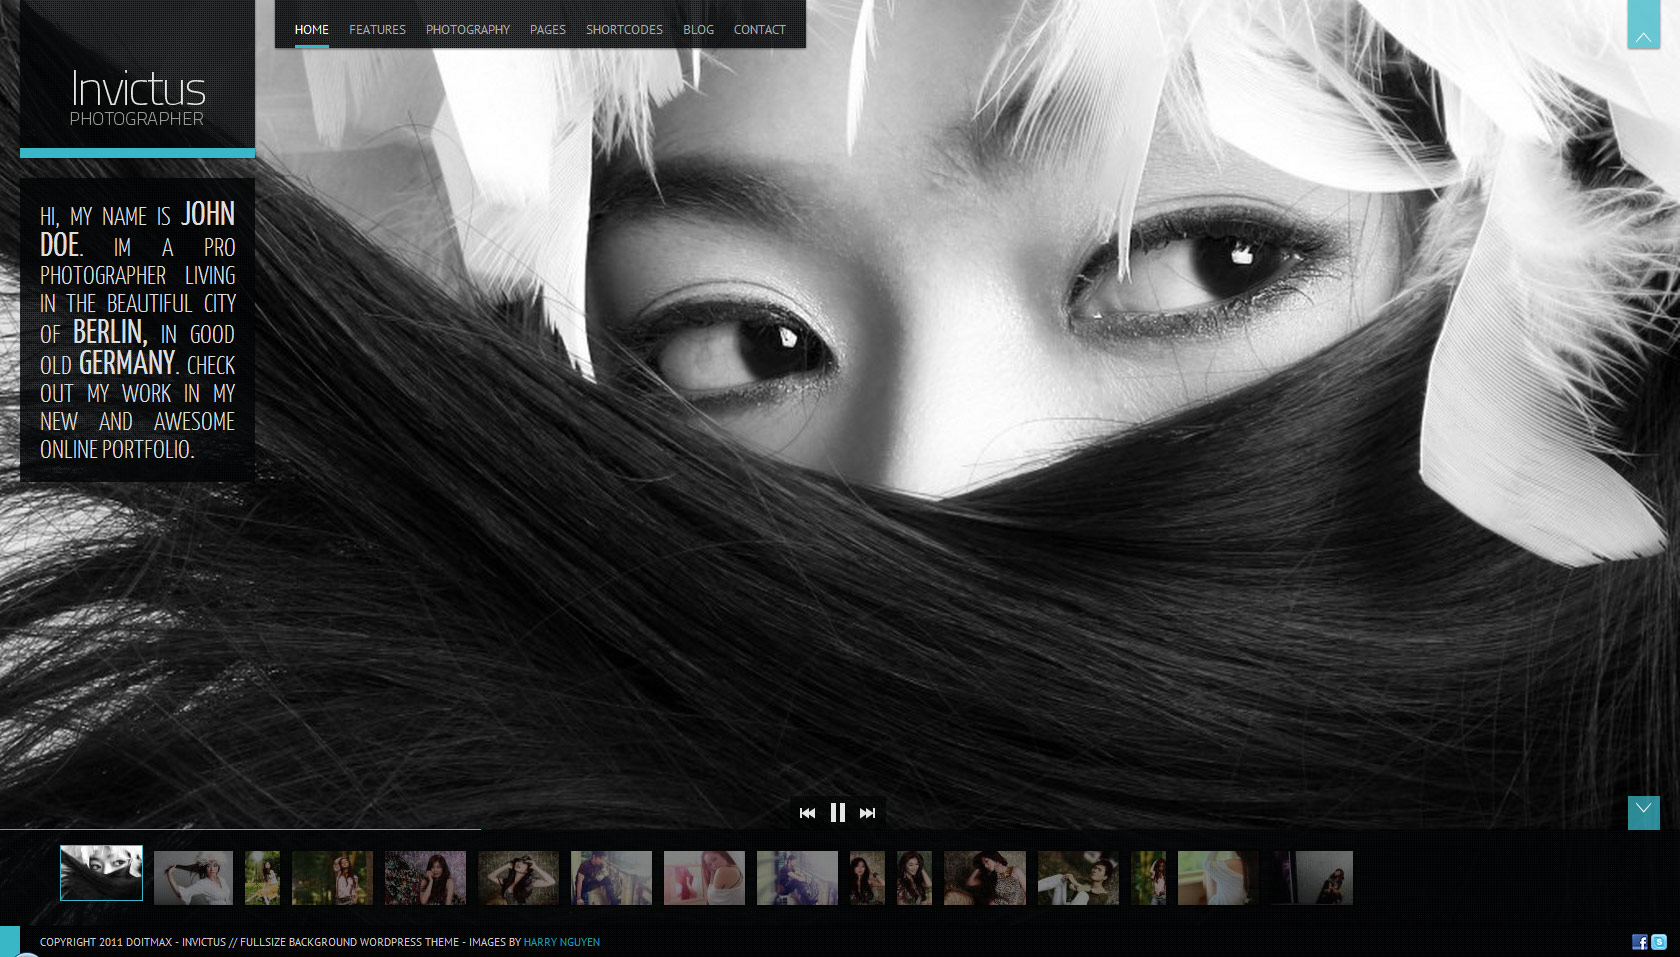 HOME FEATURES PHOTOGRAPHY PAGES SHORTCODES BLOG CONTACT
Invictus
PHOTOGRAPHER
HI, MY NAME IS JOHN
DOE. IM A PRO
PHOTOGRAPHER LIVING
IN THE BEAUTIFUL CITY
OF BERLIN, IN GOOD
OLD GERMANY. CHECK
OUT MY WORK IN MY
NEW AND AWESOME
ONLINE PORTFOLIO.
COPYRIGHT 2011 DOITMAX - INVICTUS // FULLSIZE BACKGROUND WORDPRESS THEME - IMAGES BY HARRY NGUYEN